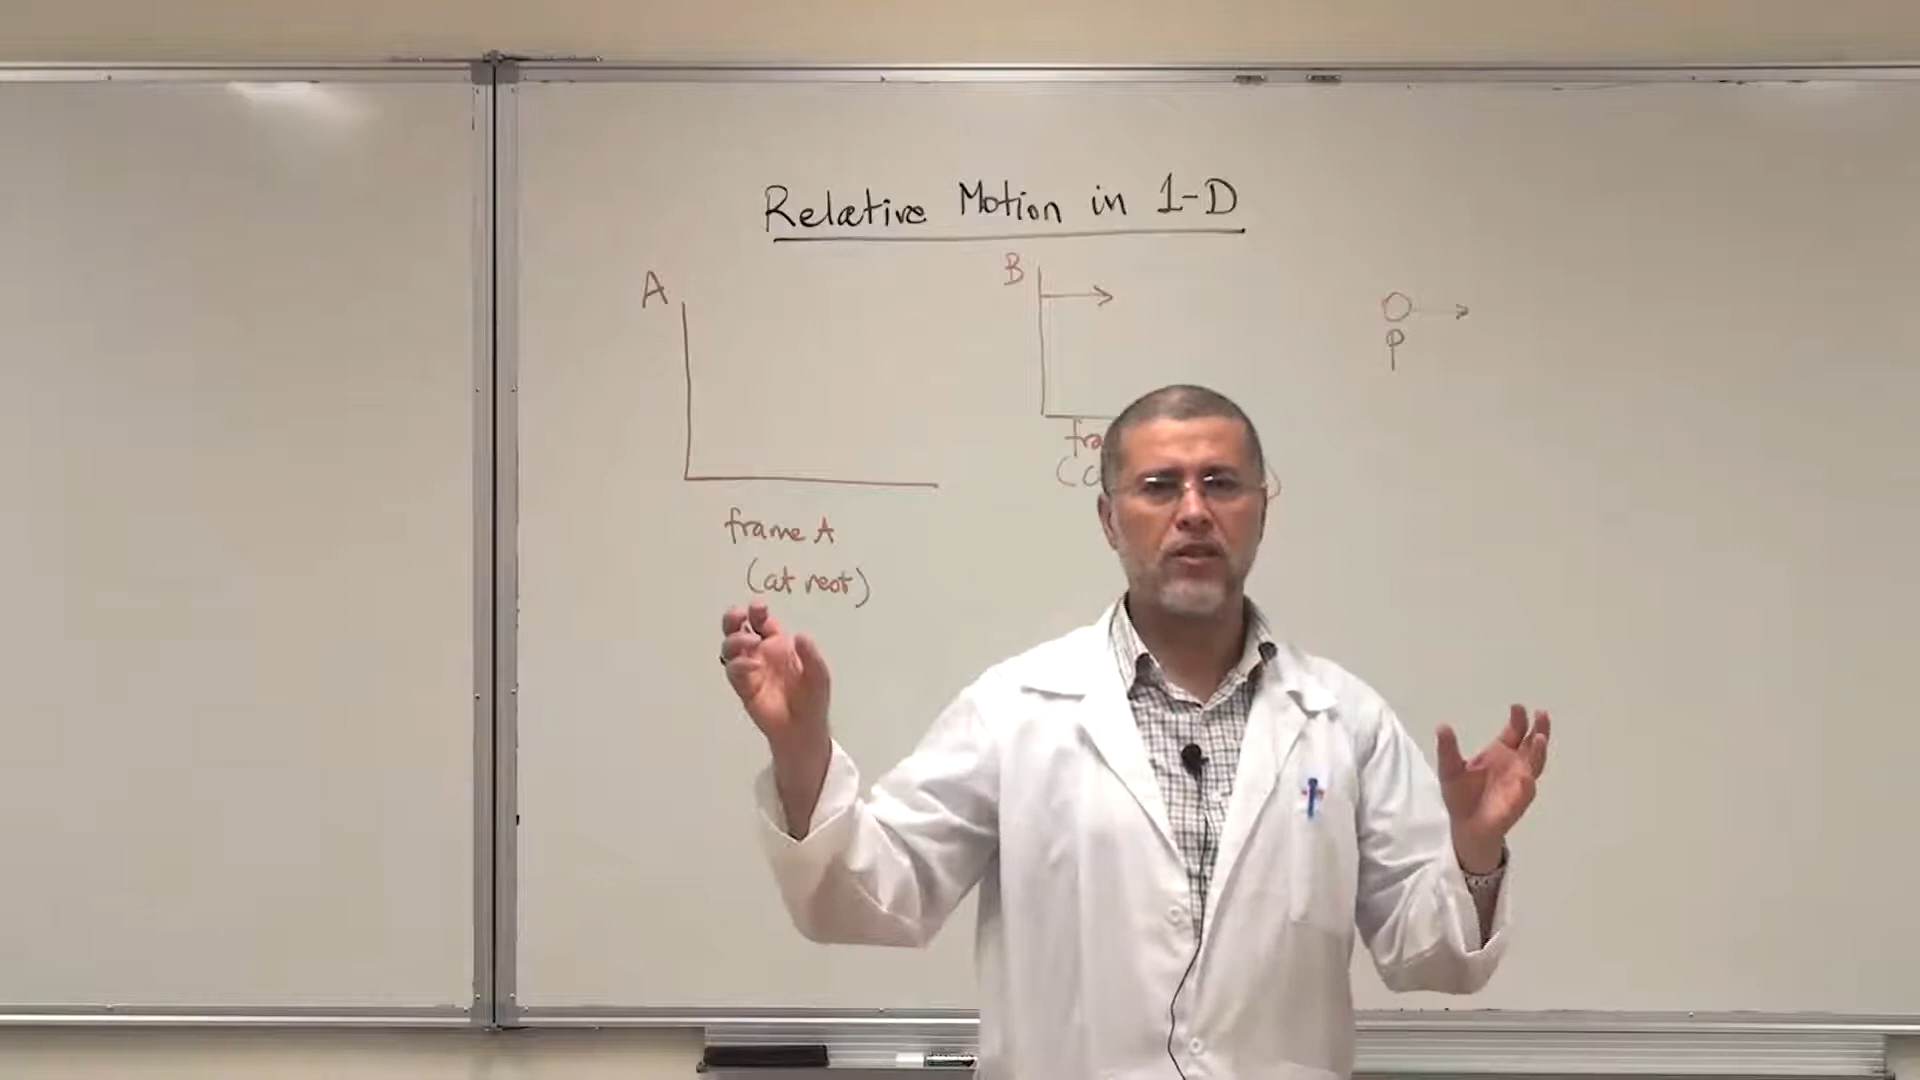 Relative Motion in 1-D
A
B
P
frame A
(at rest)